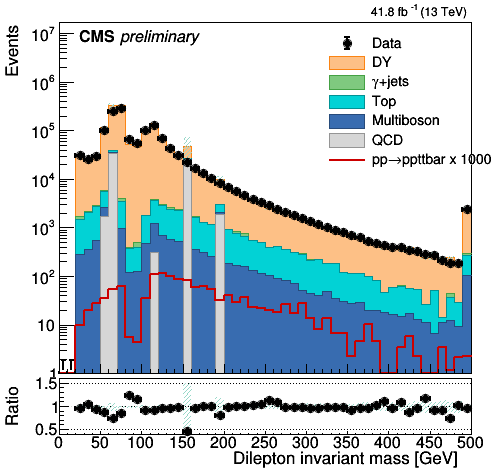 41.8 fb⁻¹ (13 TeV)
CMS preliminary
Events
10⁷
10⁶
10⁵
10⁴
10³
10²
10
1
Data
DY
γ+jets
Top
Multiboson
QCD
pp→ppttbar x 1000
Ratio
1.5
1
0.5
0 50 100 150 200 250 300 350 400 450 500
Dilepton invariant mass [GeV]